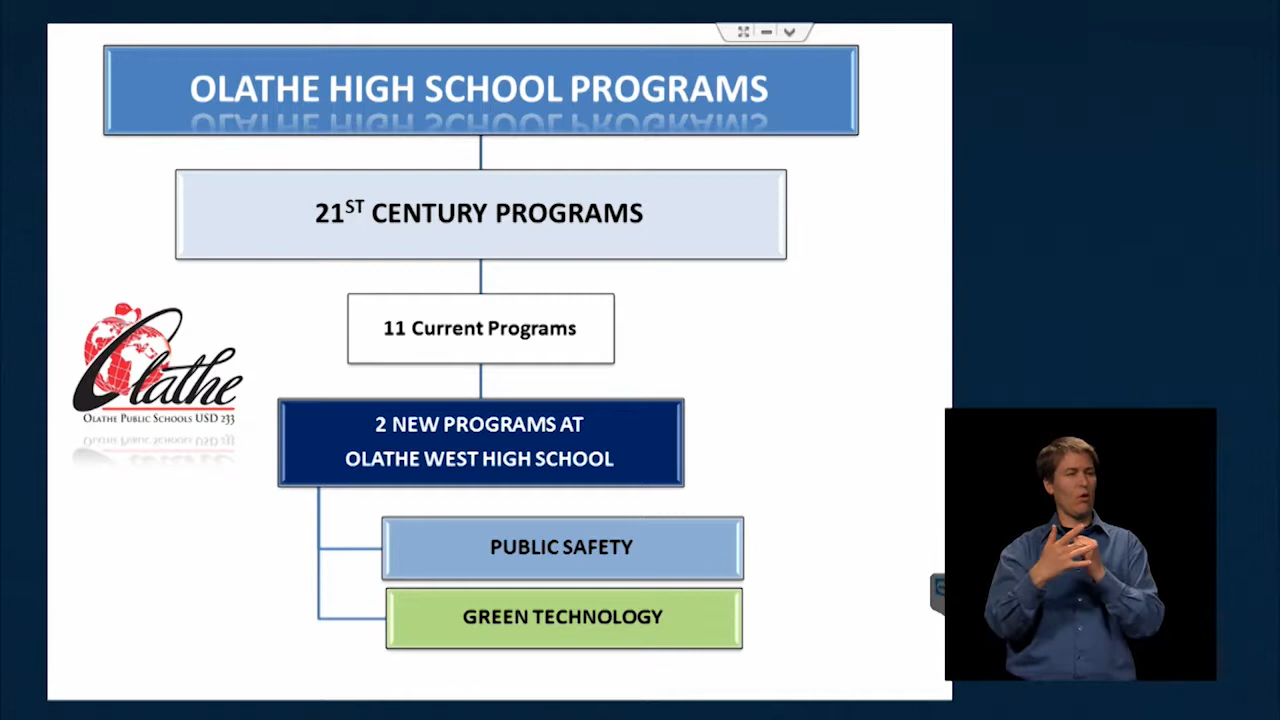 OLATHE HIGH SCHOOL PROGRAMS
21ST CENTURY PROGRAMS
11 Current Programs
Olathe
OLATHE PUBLIC SCHOOLS USD 233
2 NEW PROGRAMS AT
OLATHE WEST HIGH SCHOOL
PUBLIC SAFETY
GREEN TECHNOLOGY